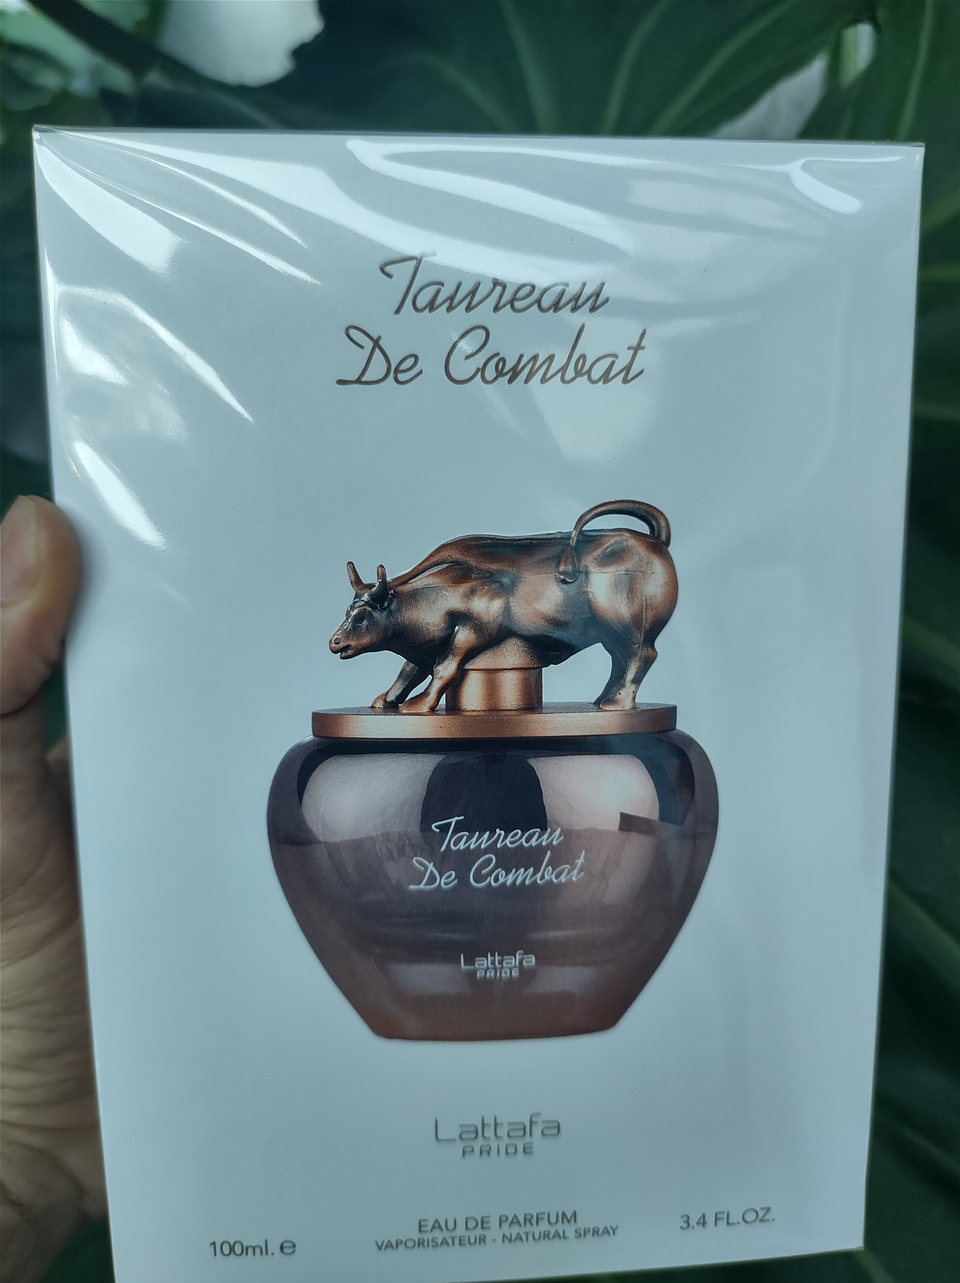 Taureau
De Combat
Taureau
De Combat
Lattafa
PRIDE
Lattafa
PRIDE
EAU DE PARFUM
VAPORISATEUR - NATURAL SPRAY
100ml. e
3.4 FL.OZ.